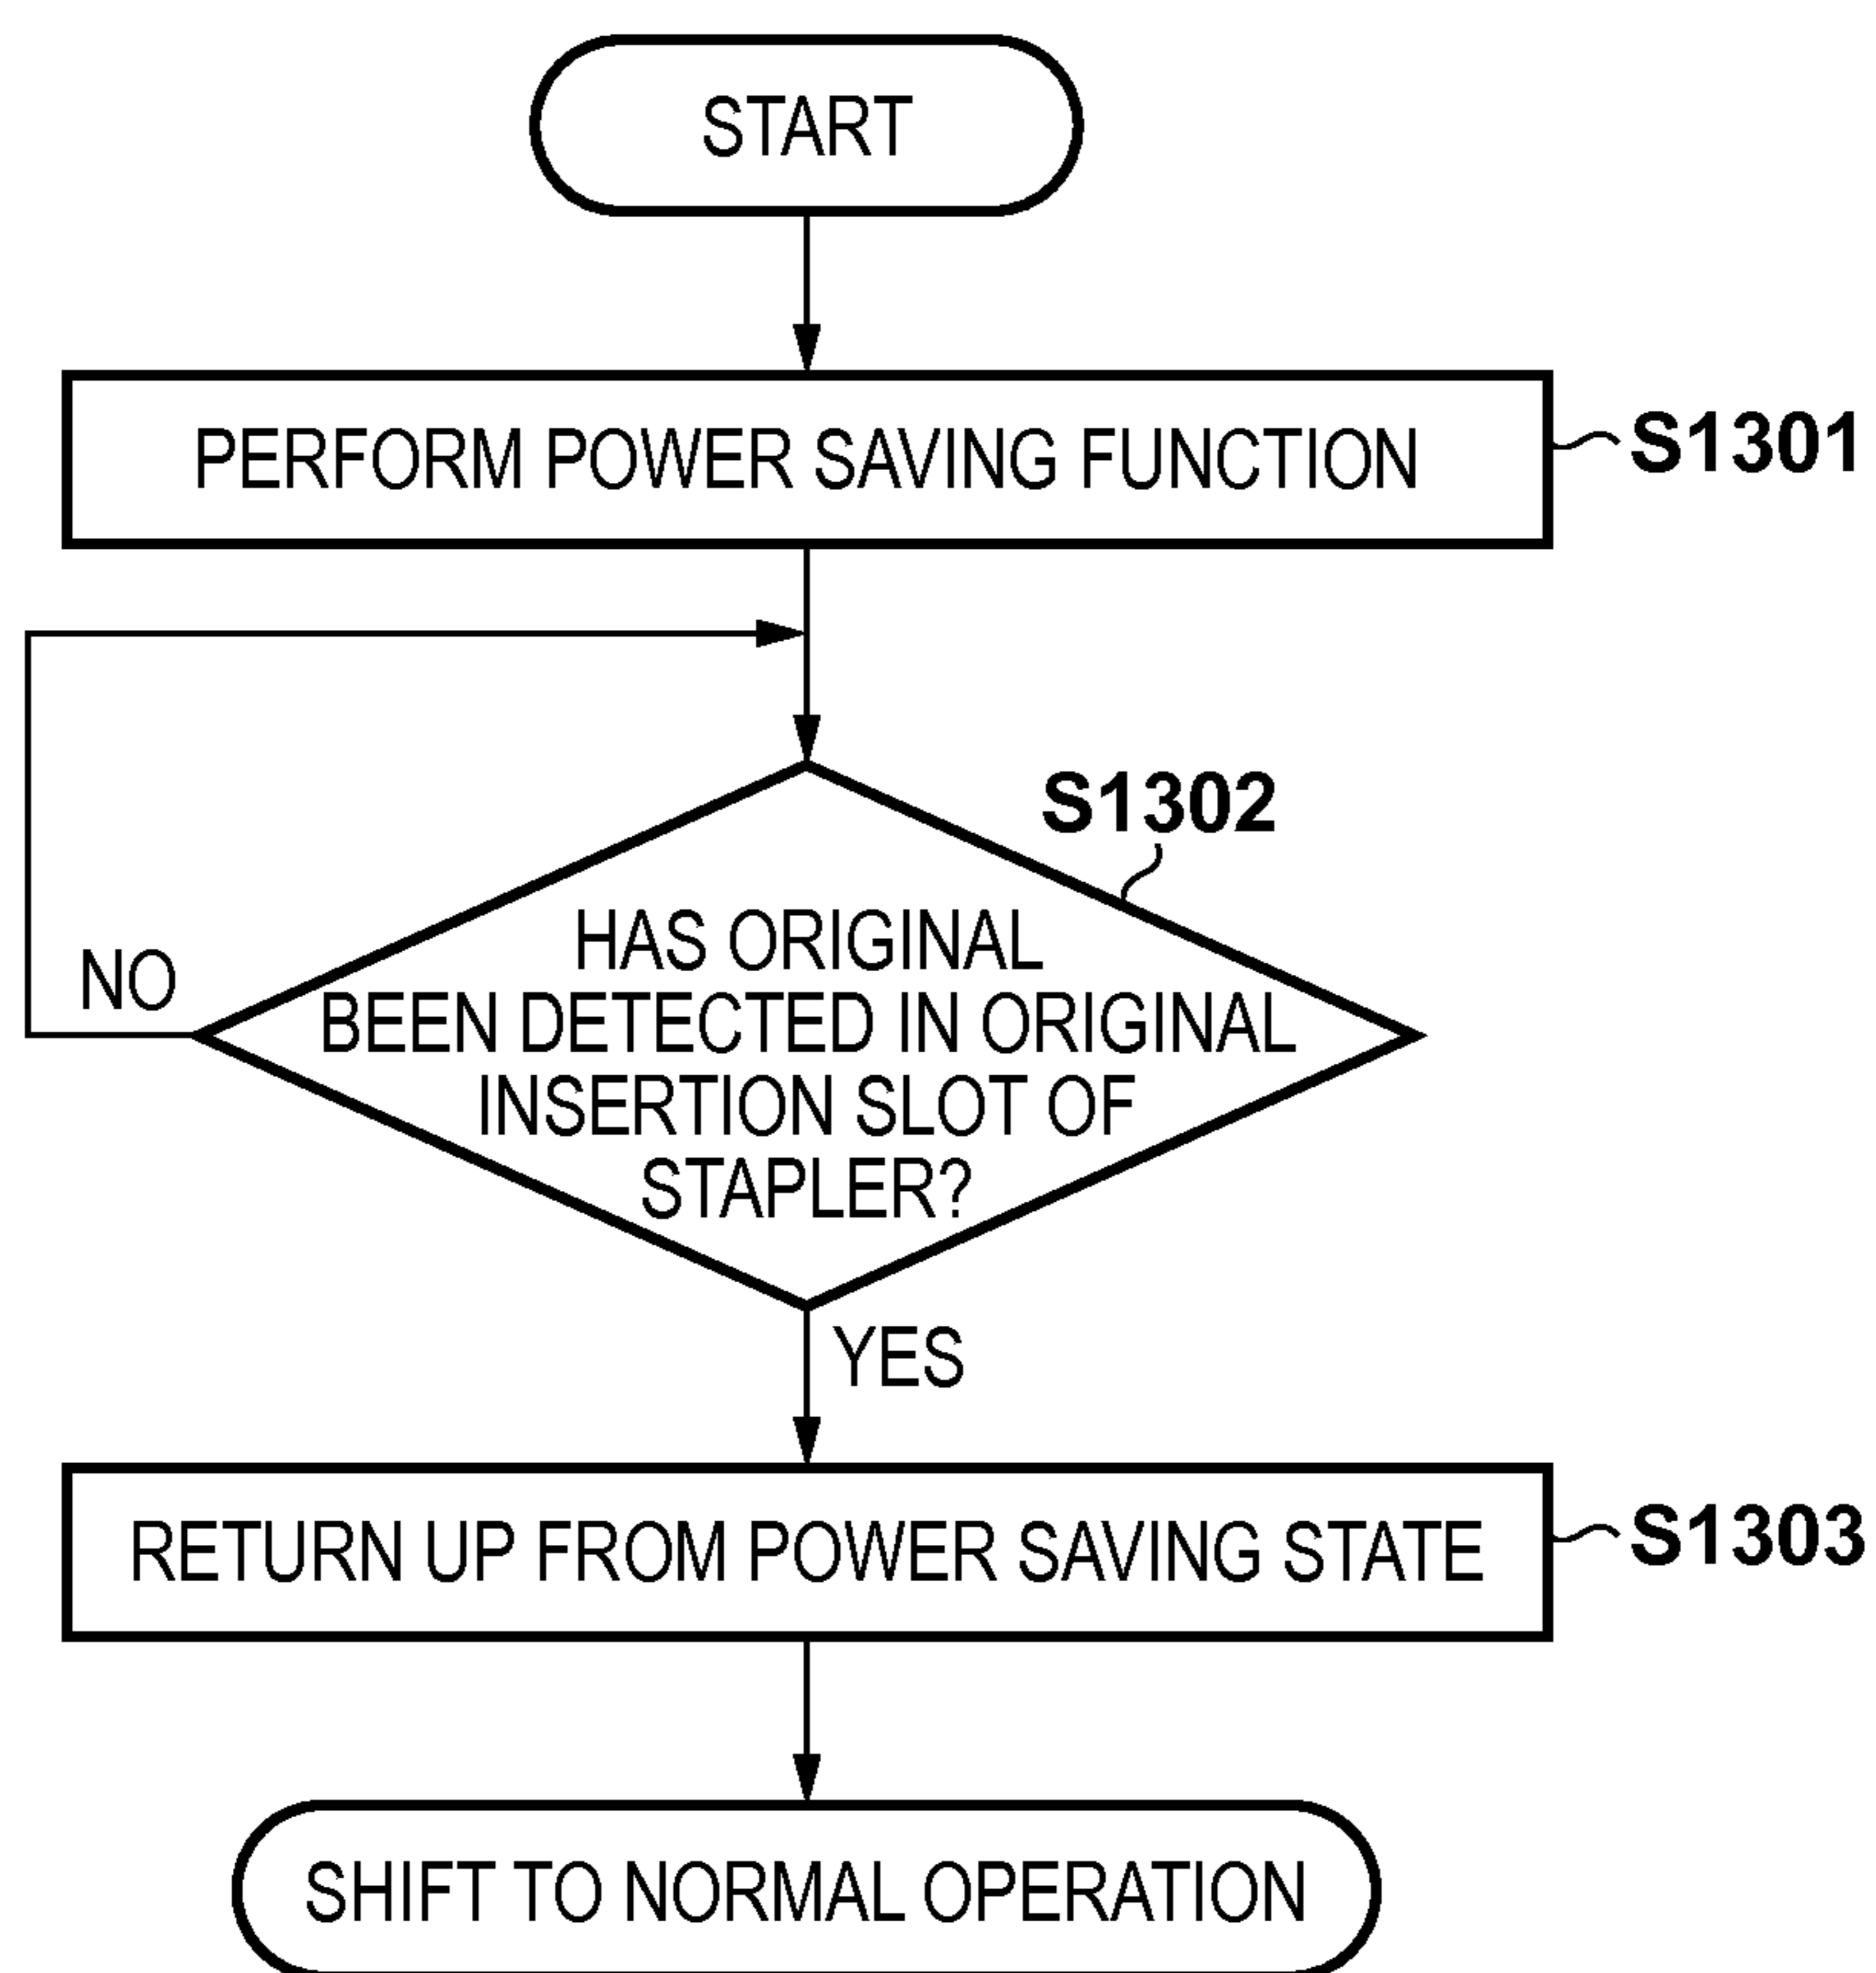 START
PERFORM POWER SAVING FUNCTION
S1301
S1302
HAS ORIGINAL
BEEN DETECTED IN ORIGINAL
INSERTION SLOT OF
STAPLER?
NO
YES
RETURN UP FROM POWER SAVING STATE
S1303
SHIFT TO NORMAL OPERATION